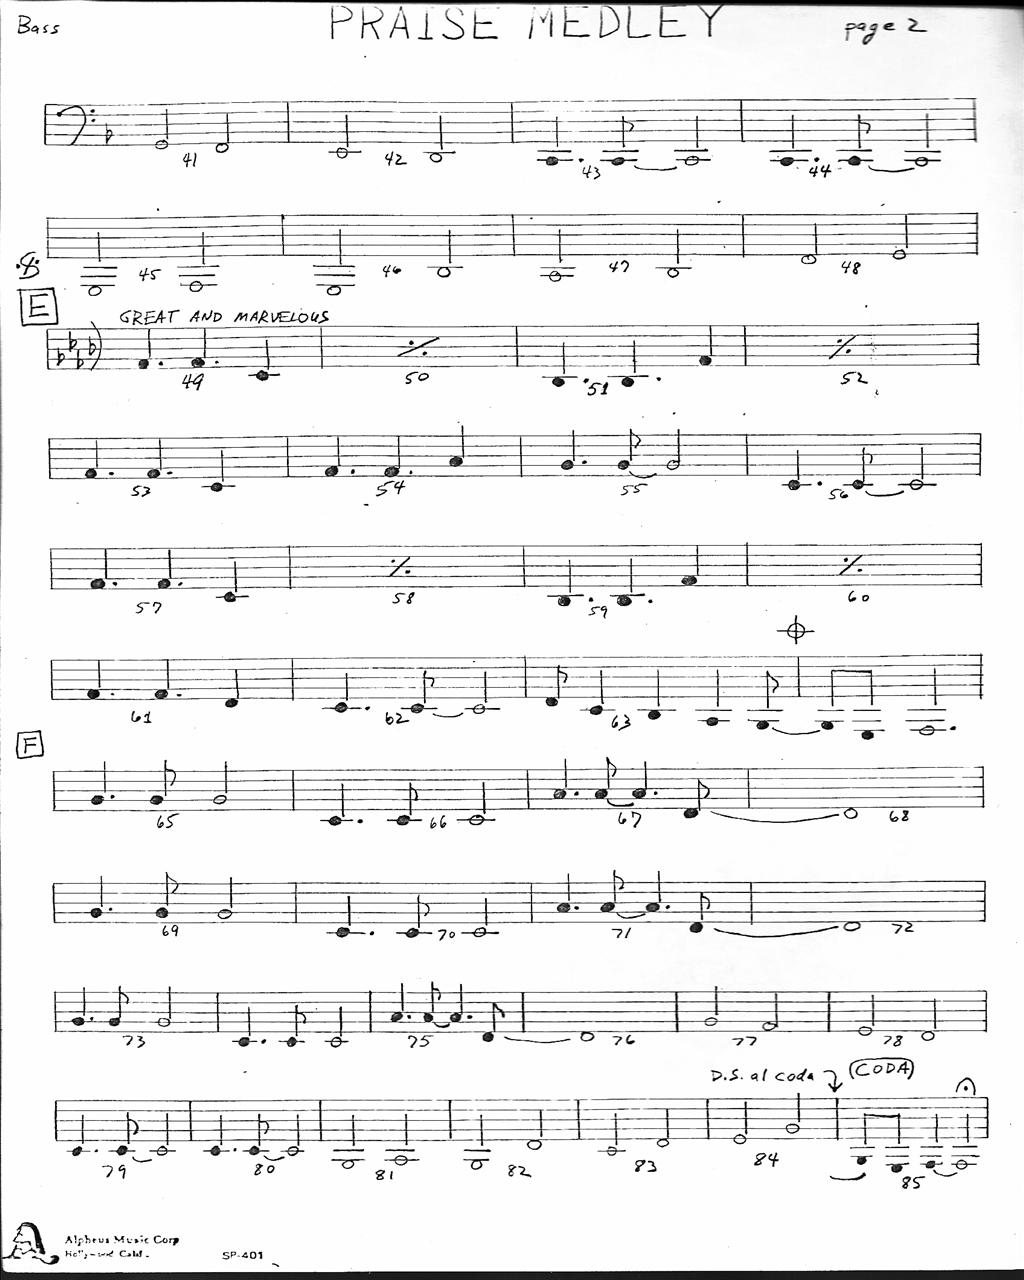 Bass PRAISE MEDLEY page 2
41 42 43 44
45 46 47 48
E
GREAT AND MARVELOUS
49 50 51 52
53 54 55 56
57 58 59 60
61 62 63
F
65 66 67 68
69 70 71 72
73 75 76 77 78
D.S. al coda (CODA)
79 80 81 82 83 84 85
Alpheus Music Corp
Hollywood Calif.
SP-401